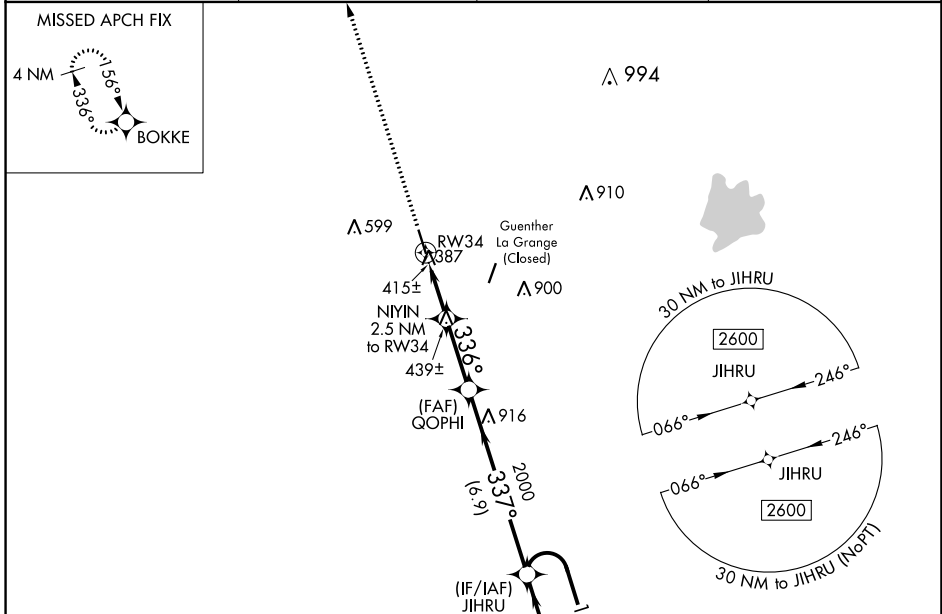 MISSED APCH FIX
4 NM
156°
336°
BOKKE
994
910
599
Guenther
La Grange
(Closed)
RW34
387
415±
900
NIYIN
2.5 NM
to RW34
439±
336°
(FAF)
QOPHI
916
2000
337°
(6.9)
(IF/IAF)
JIHRU
30 NM to JIHRU
2600
JIHRU
246°
066°
246°
066°
JIHRU
2600
30 NM to JIHRU (NoPT)